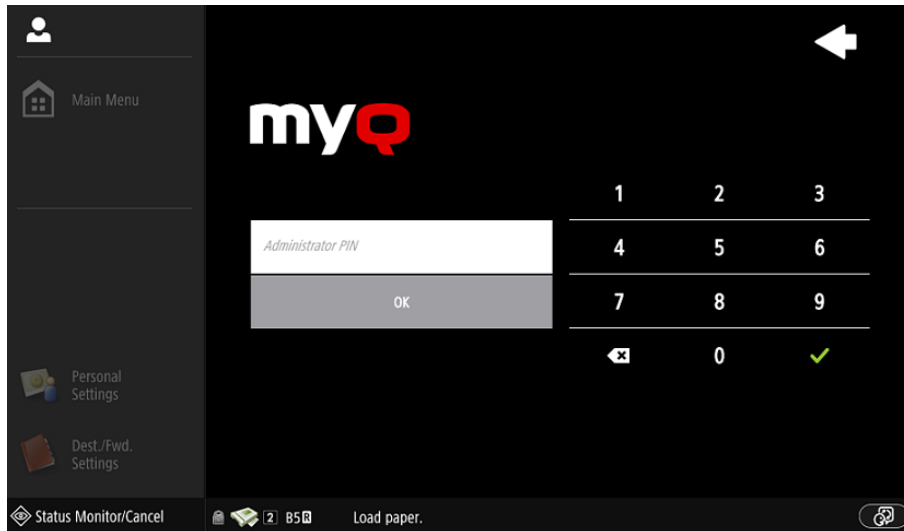 Main Menu
myQ
1 2 3
Administrator PIN
4 5 6
OK
7 8 9
0
Personal
Settings
Dest./Fwd.
Settings
Status Monitor/Cancel
2 B5R Load paper.